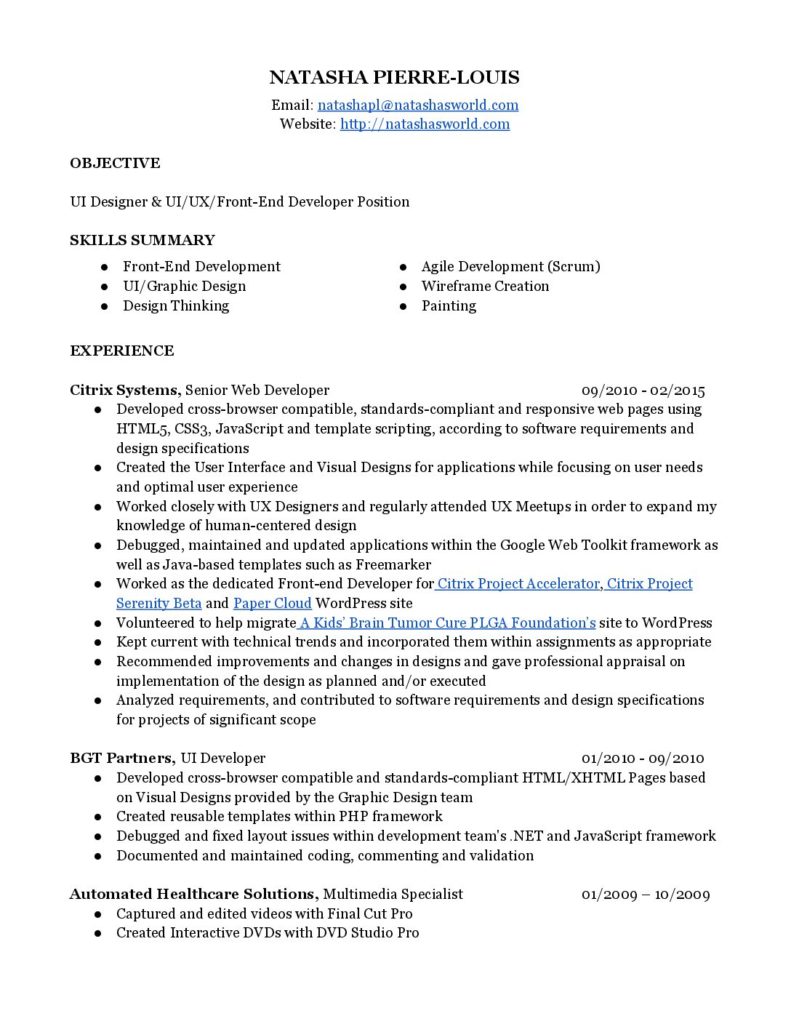 NATASHA PIERRE-LOUIS
Email: natashapl@natashasworld.com
Website: http://natashasworld.com
OBJECTIVE
UI Designer & UI/UX/Front-End Developer Position
SKILLS SUMMARY
● Front-End Development
● UI/Graphic Design
● Design Thinking
● Agile Development (Scrum)
● Wireframe Creation
● Painting
EXPERIENCE
Citrix Systems, Senior Web Developer 09/2010 - 02/2015
● Developed cross-browser compatible, standards-compliant and responsive web pages using
HTML5, CSS3, JavaScript and template scripting, according to software requirements and
design specifications
● Created the User Interface and Visual Designs for applications while focusing on user needs
and optimal user experience
● Worked closely with UX Designers and regularly attended UX Meetups in order to expand my
knowledge of human-centered design
● Debugged, maintained and updated applications within the Google Web Toolkit framework as
well as Java-based templates such as Freemarker
● Worked as the dedicated Front-end Developer for Citrix Project Accelerator, Citrix Project
Serenity Beta and Paper Cloud WordPress site
● Volunteered to help migrate A Kids’ Brain Tumor Cure PLGA Foundation’s site to WordPress
● Kept current with technical trends and incorporated them within assignments as appropriate
● Recommended improvements and changes in designs and gave professional appraisal on
implementation of the design as planned and/or executed
● Analyzed requirements, and contributed to software requirements and design specifications
for projects of significant scope
BGT Partners, UI Developer 01/2010 - 09/2010
● Developed cross-browser compatible and standards-compliant HTML/XHTML Pages based
on Visual Designs provided by the Graphic Design team
● Created reusable templates within PHP framework
● Debugged and fixed layout issues within development team's .NET and JavaScript framework
● Documented and maintained coding, commenting and validation
Automated Healthcare Solutions, Multimedia Specialist 01/2009 – 10/2009
● Captured and edited videos with Final Cut Pro
● Created Interactive DVDs with DVD Studio Pro